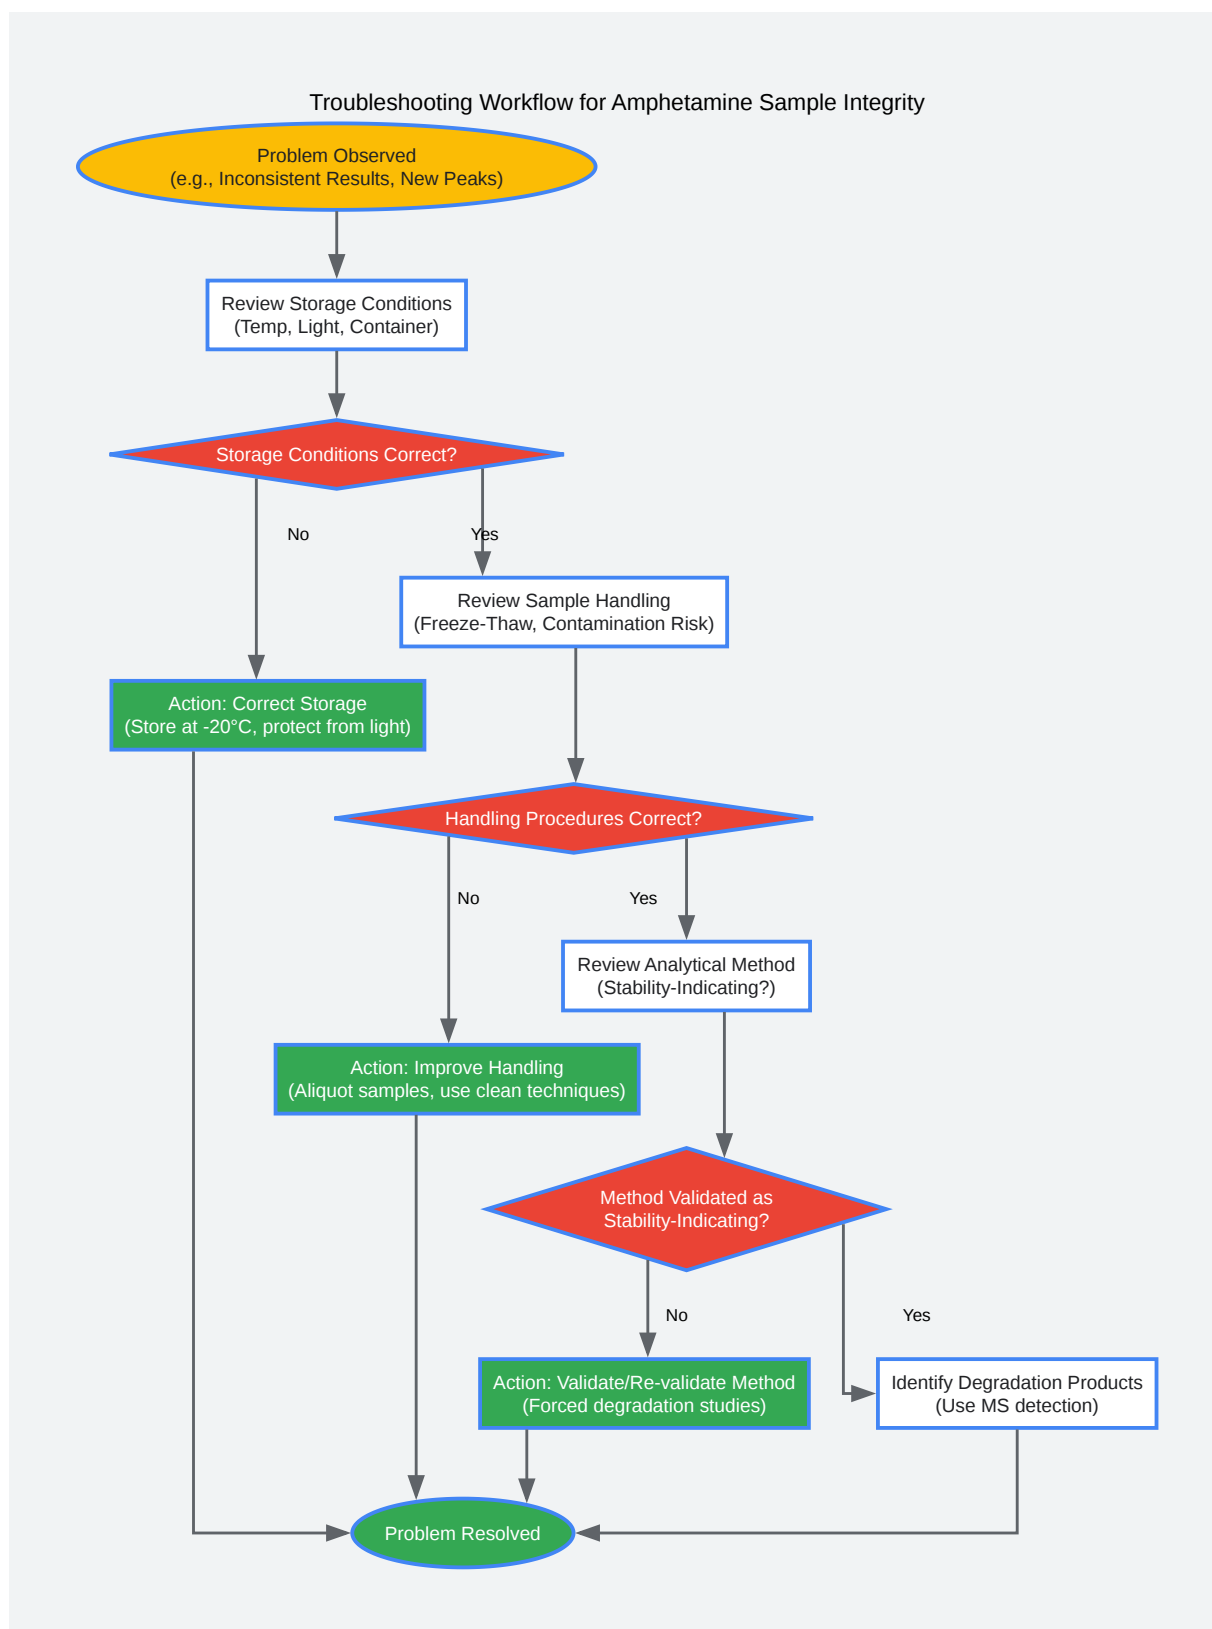 Troubleshooting Workflow for Amphetamine Sample Integrity
Problem Observed
(e.g., Inconsistent Results, New Peaks)
Review Storage Conditions
(Temp, Light, Container)
Storage Conditions Correct?
No
Yes
Review Sample Handling
(Freeze-Thaw, Contamination Risk)
Action: Correct Storage
(Store at -20°C, protect from light)
Handling Procedures Correct?
No
Yes
Review Analytical Method
(Stability-Indicating?)
Action: Improve Handling
(Aliquot samples, use clean techniques)
Method Validated as
Stability-Indicating?
No
Yes
Action: Validate/Re-validate Method
(Forced degradation studies)
Identify Degradation Products
(Use MS detection)
Problem Resolved